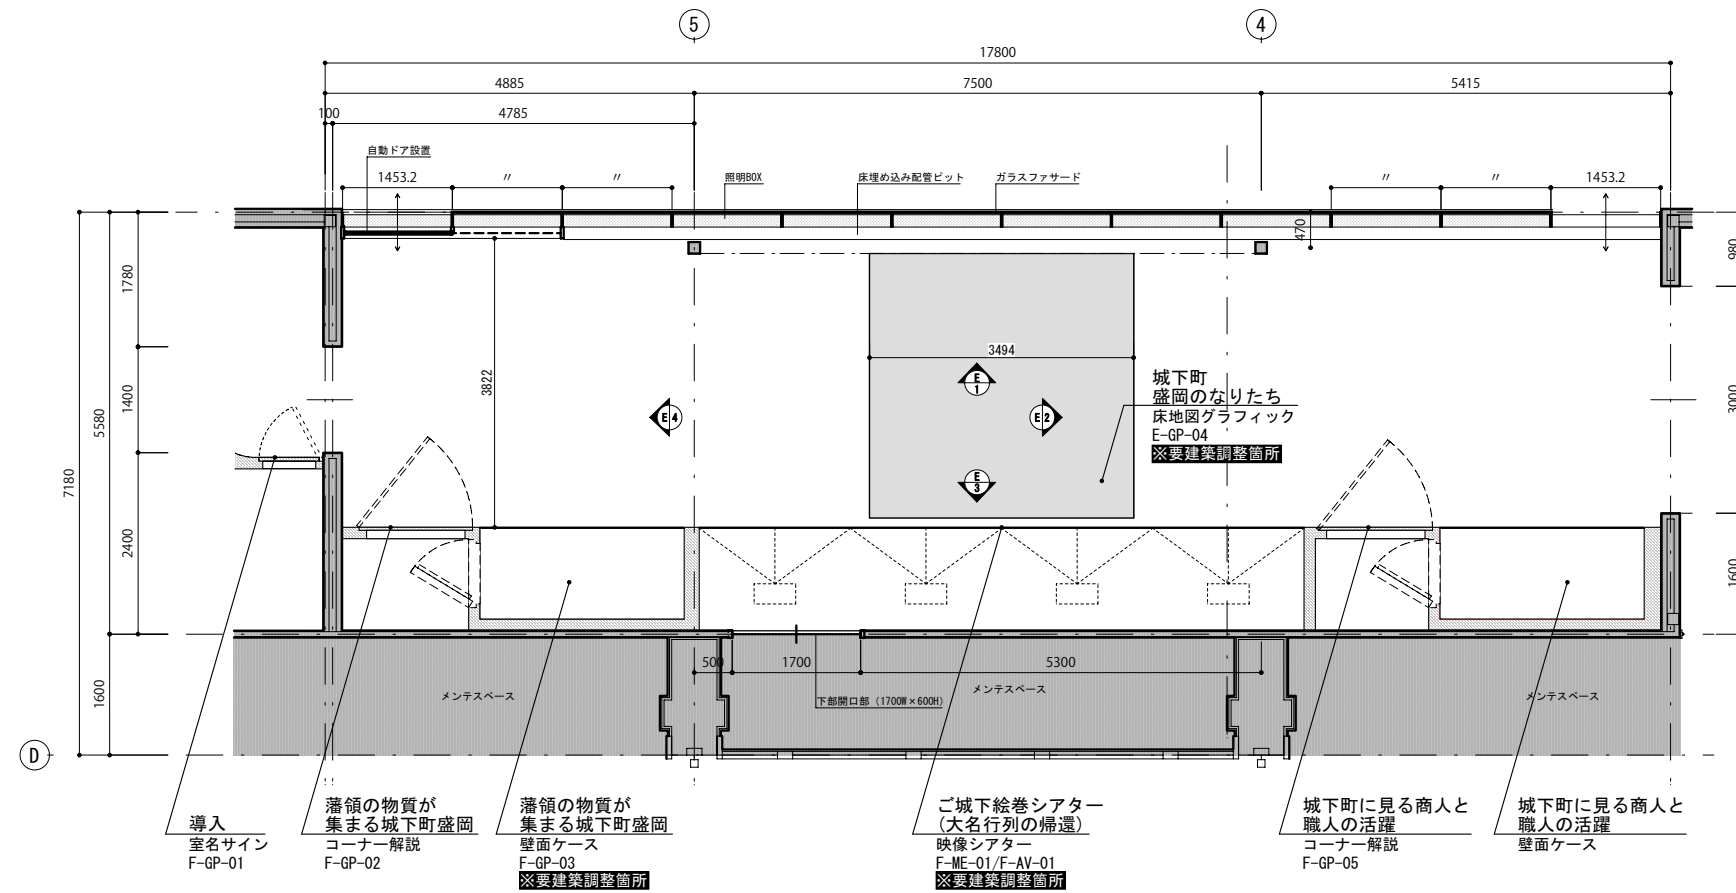 5
4
17800
4885
7500
5415
100
4785
自動ドア設置
1453.2
〃
〃
照明BOX
床埋め込み配管ピット
ガラスファサード
〃
〃
1453.2
470
980
1780
1400
5580
7180
2400
1600
3822
3494
3000
1600
E
1
E 2
E
3
E 4
城下町
盛岡のなりたち
床地図グラフィック
E-GP-04
※要建築調整箇所
500
1700
5300
メンテスペース
メンテスペース
メンテスペース
下部開口部（1700W×600H）
D
導入
室名サイン
F-GP-01
藩領の物質が
集まる城下町盛岡
コーナー解説
F-GP-02
藩領の物質が
集まる城下町盛岡
壁面ケース
F-GP-03
※要建築調整箇所
ご城下絵巻シアター
(大名行列の帰還)
映像シアター
F-ME-01/F-AV-01
※要建築調整箇所
城下町に見る商人と
職人の活躍
コーナー解説
F-GP-05
城下町に見る商人と
職人の活躍
壁面ケース